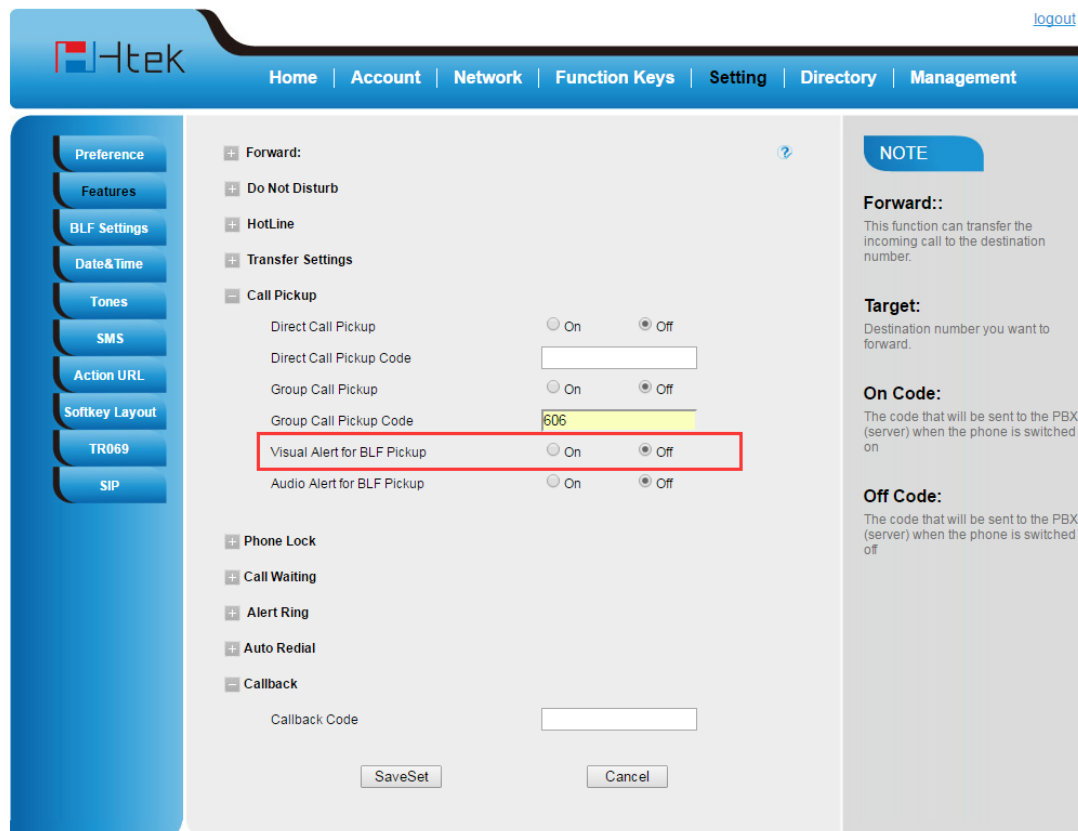 logout
Htek
Home Account Network Function Keys Setting Directory Management
Preference
Features
BLF Settings
Date&Time
Tones
SMS
Action URL
Softkey Layout
TR069
SIP
Forward:
Do Not Disturb
HotLine
Transfer Settings
Call Pickup
Direct Call Pickup On Off
Direct Call Pickup Code
Group Call Pickup On Off
Group Call Pickup Code 606
Visual Alert for BLF Pickup On Off
Audio Alert for BLF Pickup On Off
Phone Lock
Call Waiting
Alert Ring
Auto Redial
Callback
Callback Code
SaveSet Cancel
NOTE
Forward::
This function can transfer the
incoming call to the destination
number.
Target:
Destination number you want to
forward.
On Code:
The code that will be sent to the PBX
(server) when the phone is switched
on
Off Code:
The code that will be sent to the PBX
(server) when the phone is switched
off